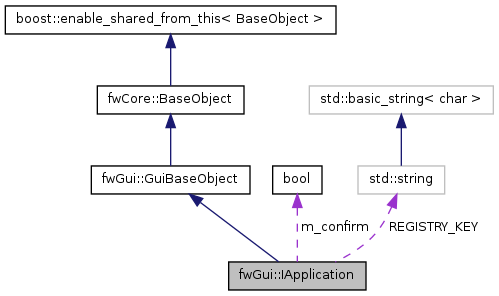 boost::enable_shared_from_this< BaseObject >
fwCore::BaseObject
std::basic_string< char >
fwGui::GuiBaseObject
bool
std::string
m_confirm
REGISTRY_KEY
fwGui::IApplication